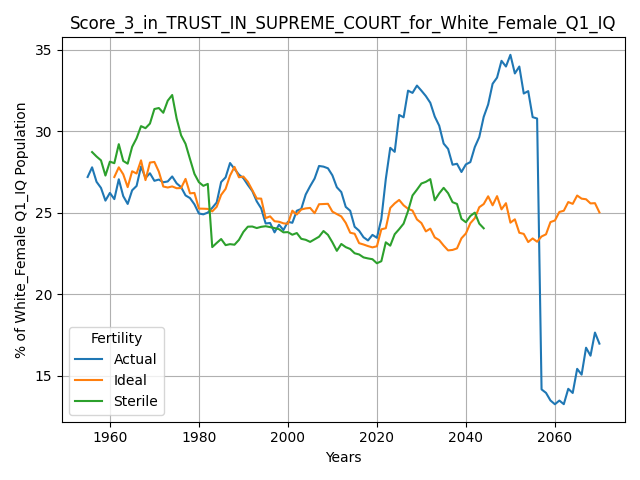 Score_3_in_TRUST_IN_SUPREME_COURT_for_White_Female_Q1_IQ
% of White_Female Q1_IQ Population
35
30
25
20
15
Fertility
Actual
Ideal
Sterile
1960 1980 2000 2020 2040 2060
Years